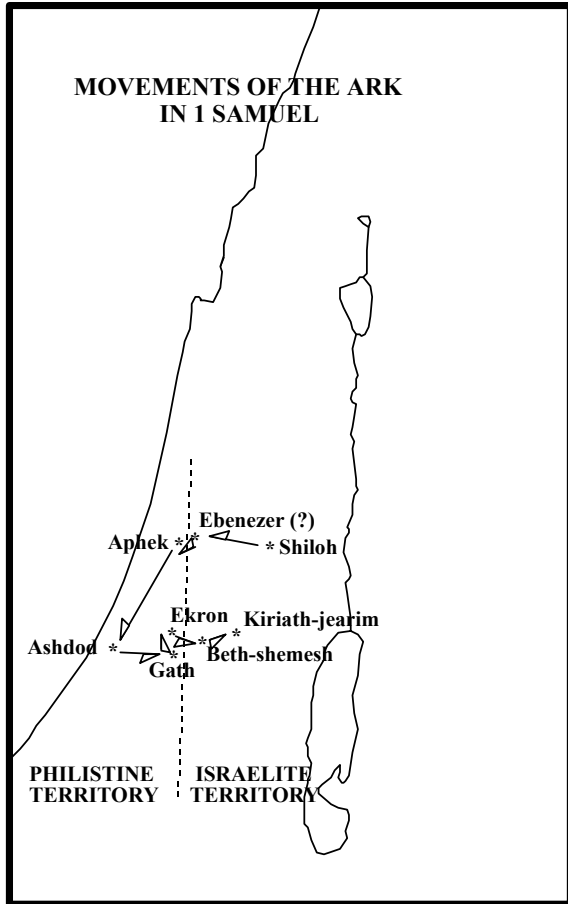 MOVEMENTS OF THE ARK
IN 1 SAMUEL
Ebenezer (?)
Aphek
Shiloh
Ekron
Kiriath-jearim
Ashdod
Beth-shemesh
Gath
PHILISTINE
TERRITORY
ISRAELITE
TERRITORY